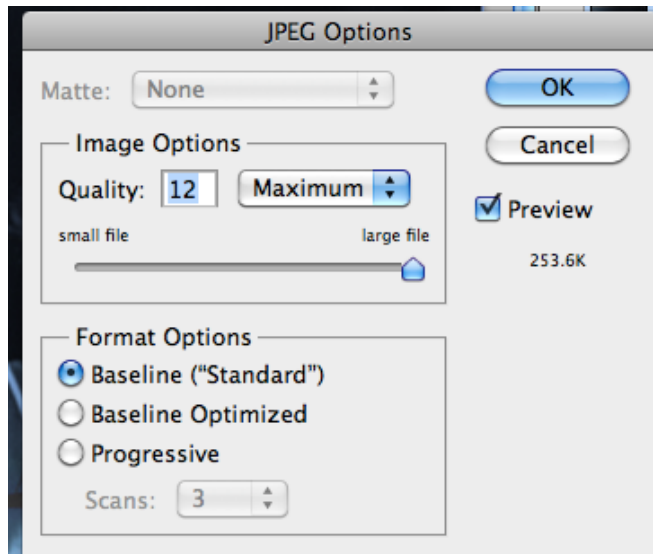 JPEG Options
Matte: None
OK
Image Options
Cancel
Quality: 12 Maximum
Preview
small file large file
253.6K
Format Options
Baseline (“Standard”)
Baseline Optimized
Progressive
Scans: 3